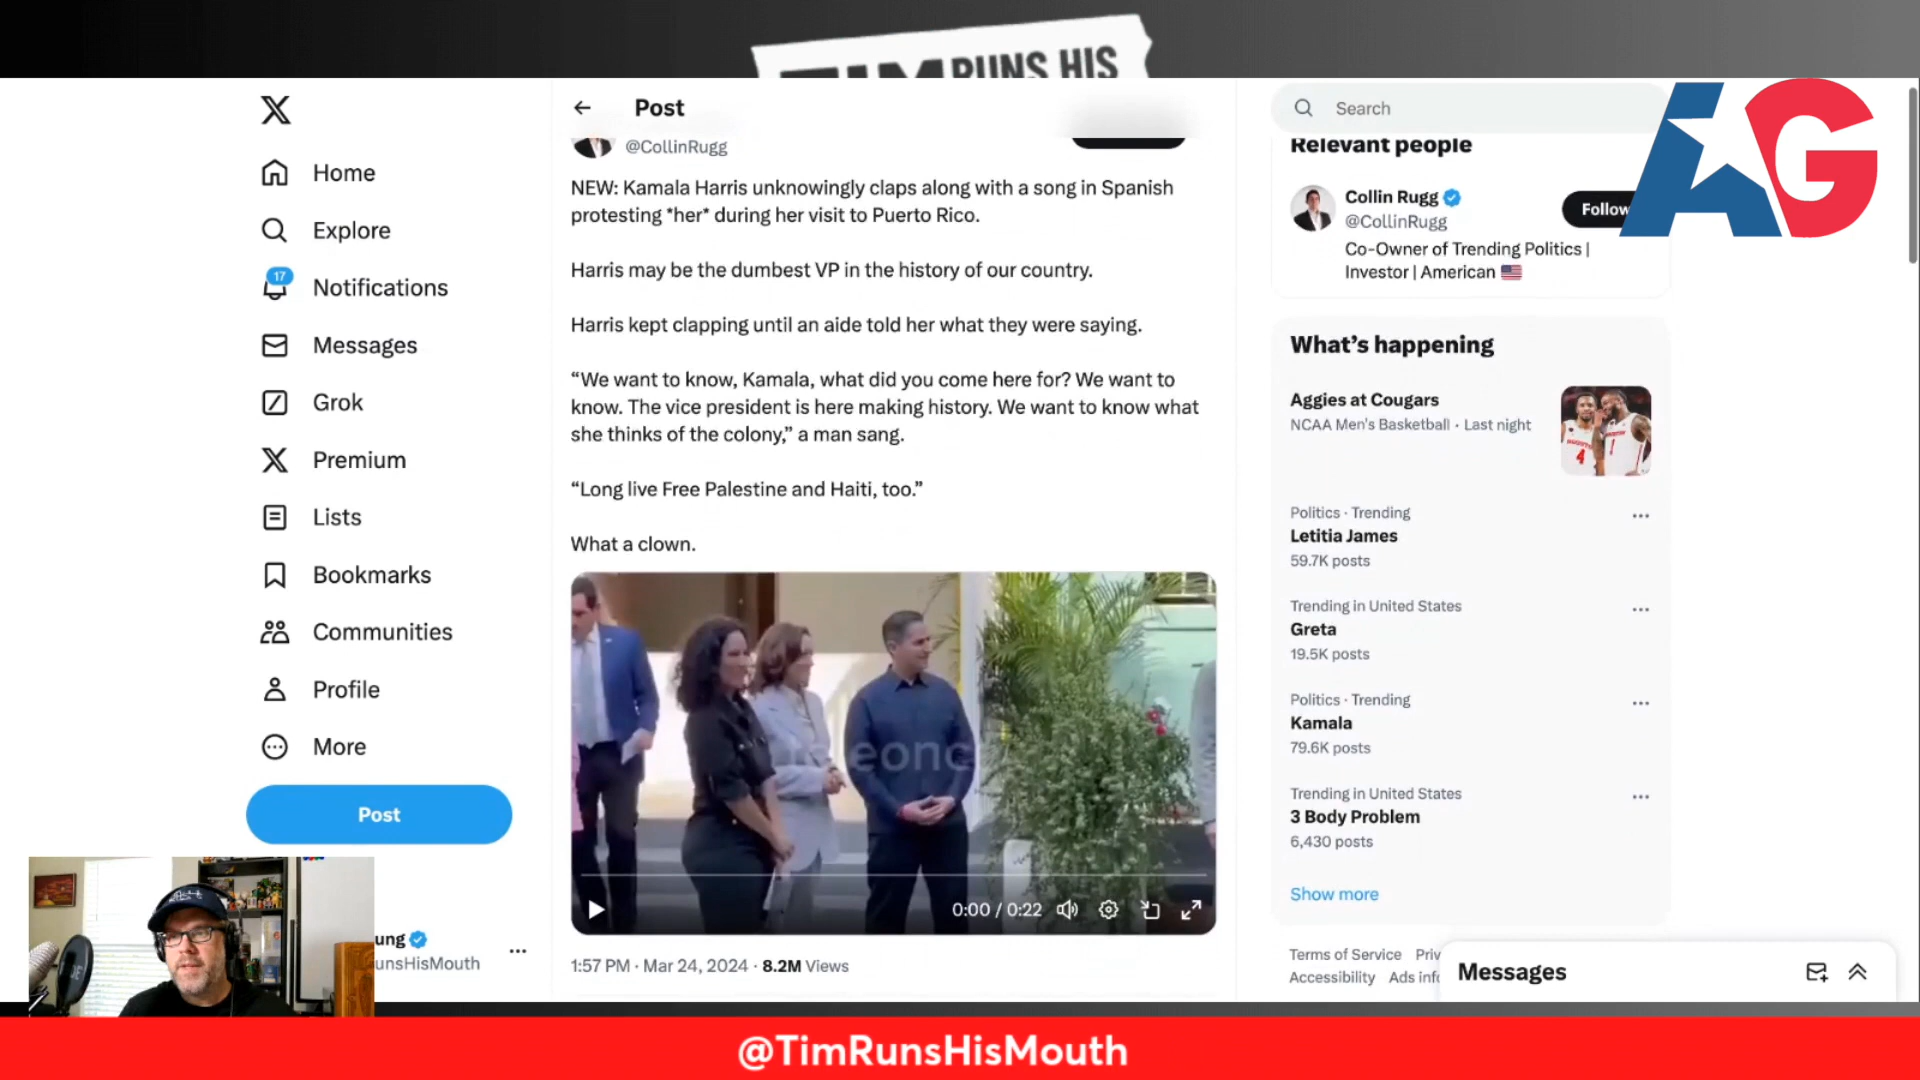 RUNS HIS
Post
Search
AG
@CollinRugg
Relevant people
Home
NEW: Kamala Harris unknowingly claps along with a song in Spanish
protesting *her* during her visit to Puerto Rico.
Collin Rugg
@CollinRugg
Follow
Explore
Co-Owner of Trending Politics |
Investor | American
Harris may be the dumbest VP in the history of our country.
17
Notifications
Harris kept clapping until an aide told her what they were saying.
What's happening
Messages
“We want to know, Kamala, what did you come here for? We want to
know. The vice president is here making history. We want to know what
she thinks of the colony,” a man sang.
Aggies at Cougars
NCAA Men's Basketball · Last night
Grok
Premium
“Long live Free Palestine and Haiti, too.”
Politics · Trending
Letitia James
59.7K posts
Lists
What a clown.
Bookmarks
Trending in United States
Greta
19.5K posts
Communities
Profile
Politics · Trending
Kamala
79.6K posts
More
Trending in United States
3 Body Problem
6,430 posts
Post
Show more
0:00 / 0:22
ung
unsHisMouth
1:57 PM · Mar 24, 2024 · 8.2M Views
Terms of Service
Accessibility Ads
Messages
@TimRunsHisMouth